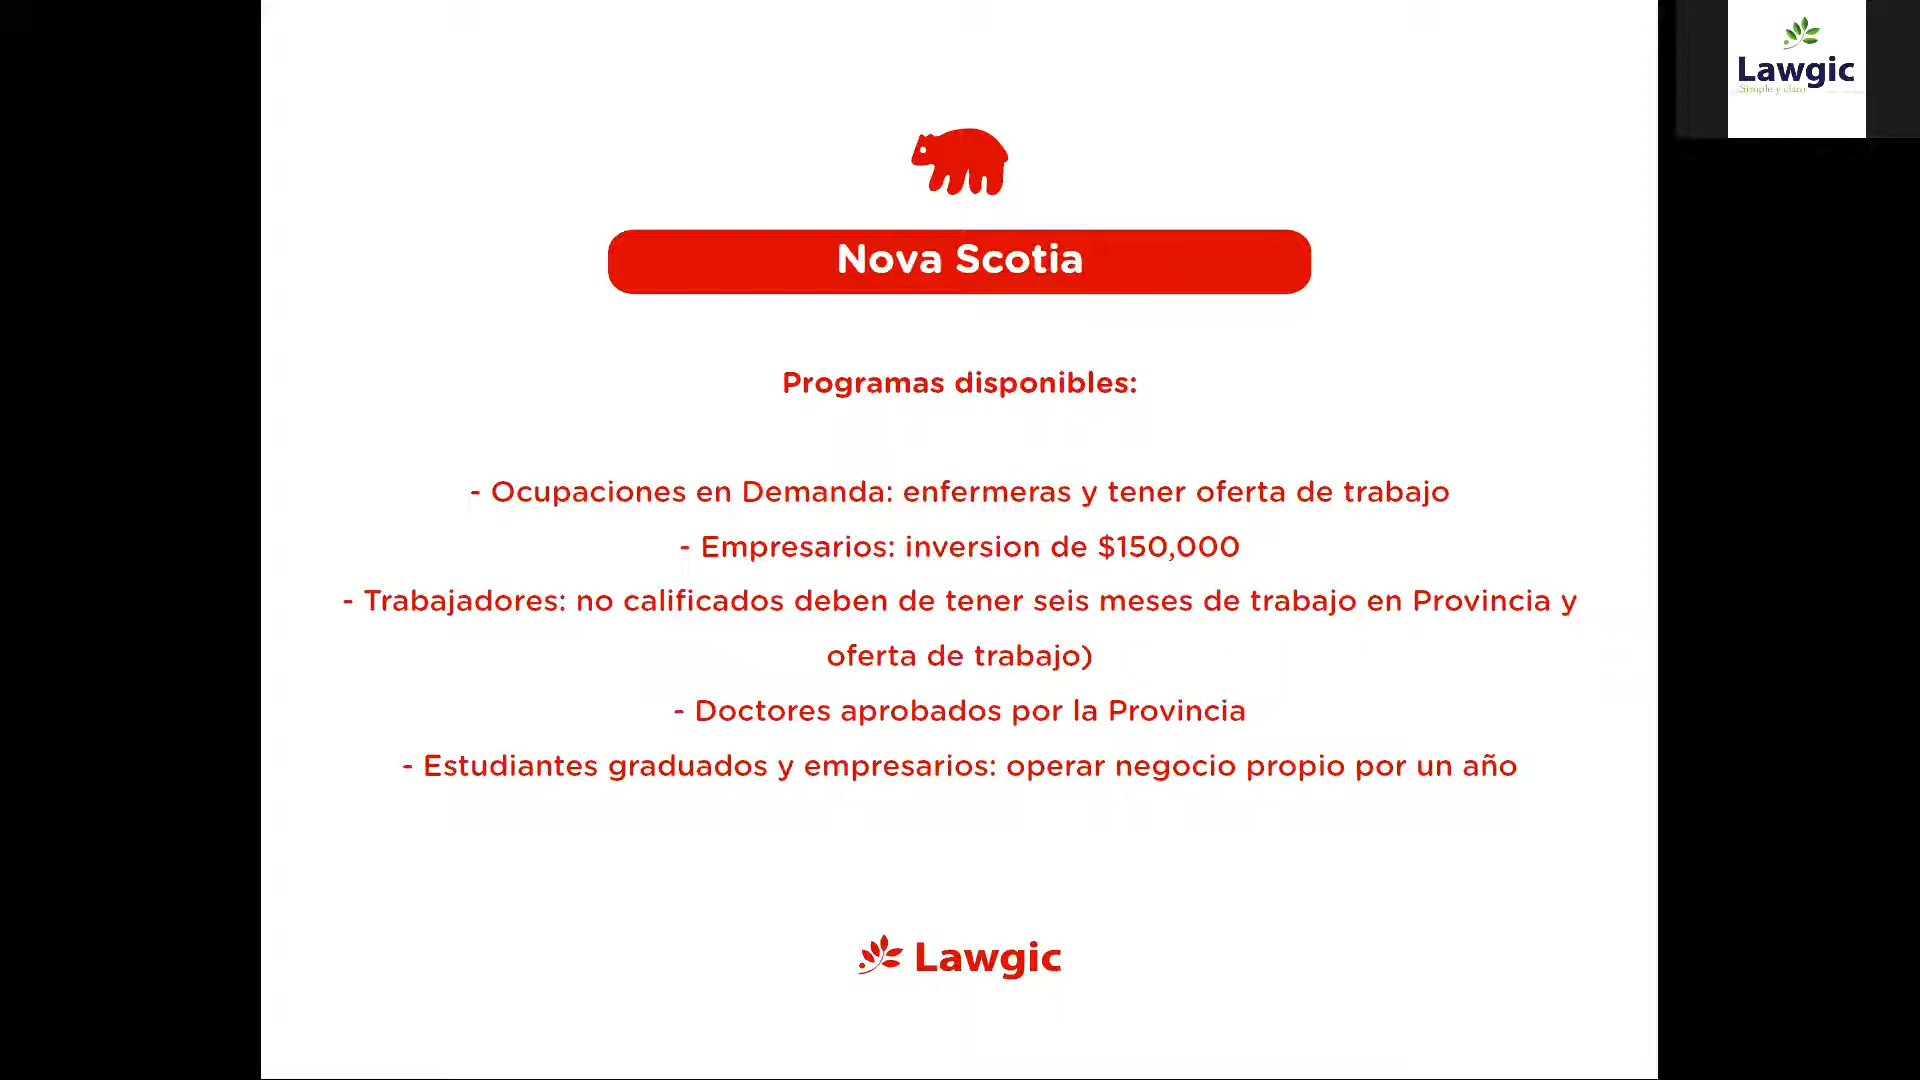 Lawgic
Simple y claro
Nova Scotia
Programas disponibles:
- Ocupaciones en Demanda: enfermeras y tener oferta de trabajo
- Empresarios: inversion de $150,000
- Trabajadores: no calificados deben de tener seis meses de trabajo en Provincia y
oferta de trabajo)
- Doctores aprobados por la Provincia
- Estudiantes graduados y empresarios: operar negocio propio por un año
Lawgic